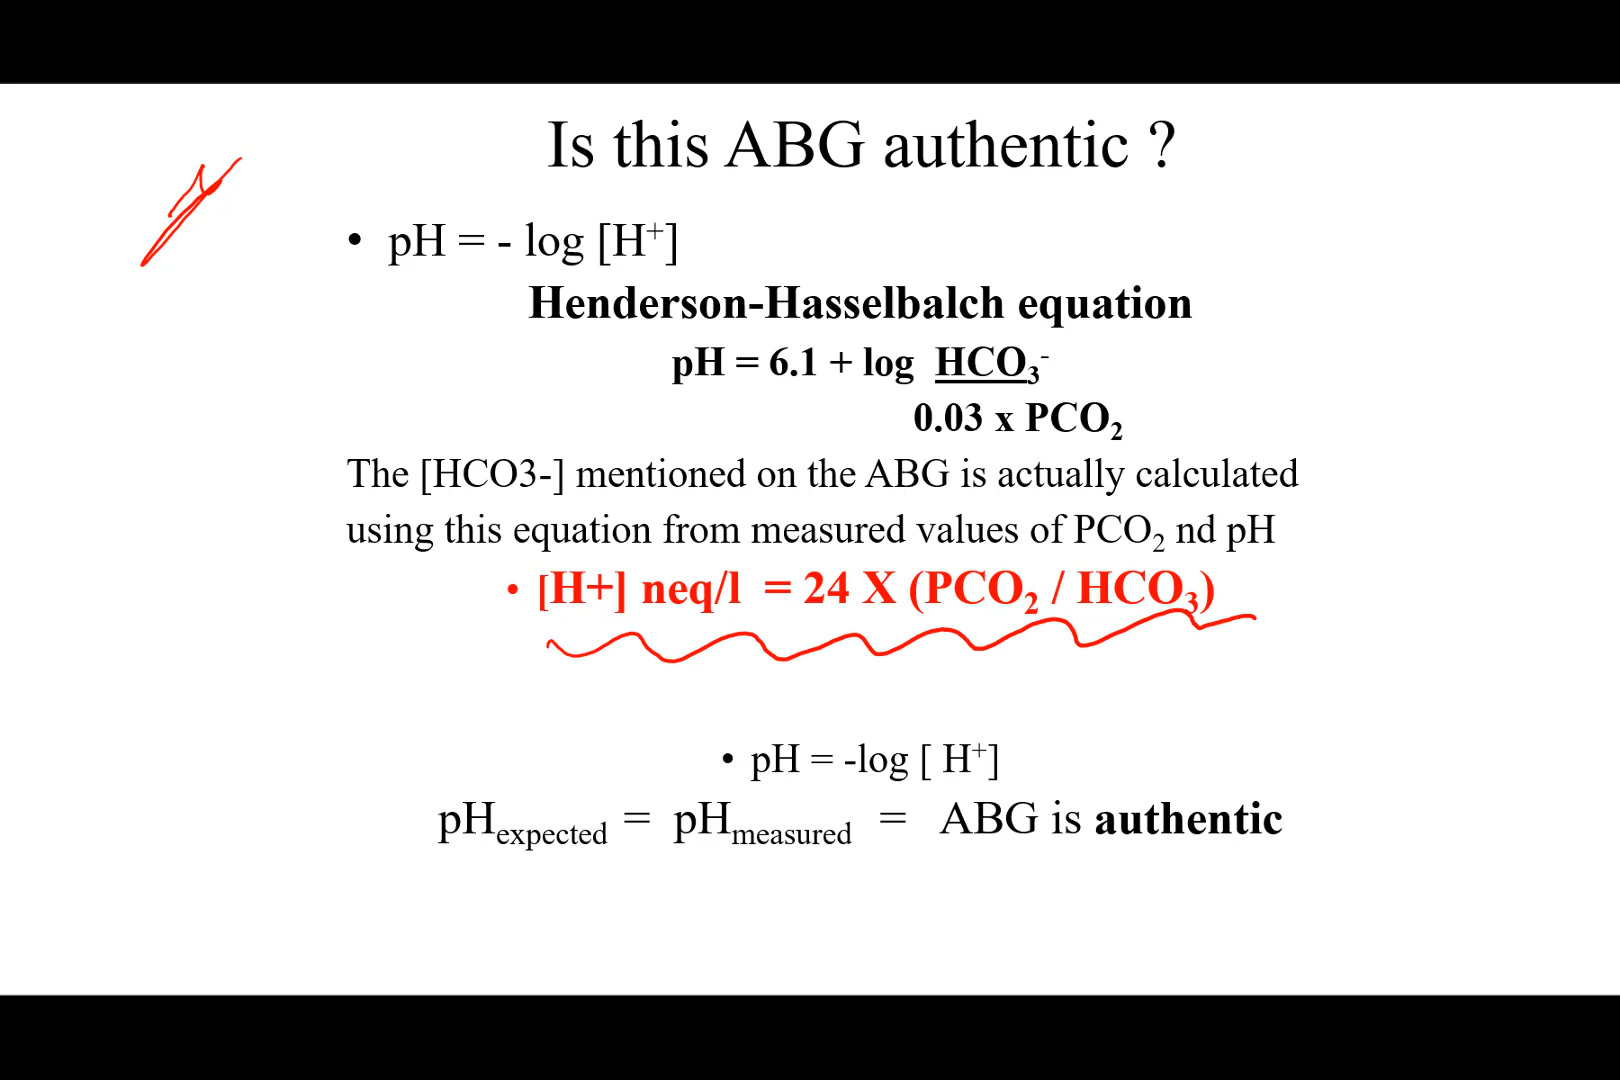 Is this ABG authentic ?
• pH = - log [H⁺]
Henderson-Hasselbalch equation
pH = 6.1 + log HCO₃⁻
0.03 x PCO₂
The [HCO3-] mentioned on the ABG is actually calculated
using this equation from measured values of PCO₂ nd pH
• [H+] neq/l = 24 X (PCO₂ / HCO₃)
• pH = -log [ H⁺]
pHexpected = pHmeasured = ABG is authentic